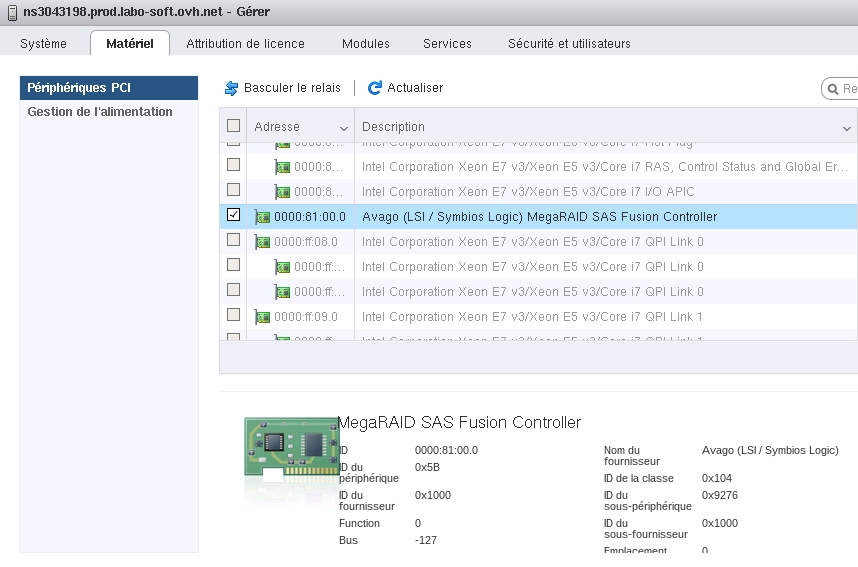 ns3043198.prod.labo-soft.ovh.net - Gérer
Système Matériel Attribution de licence Modules Services Sécurité et utilisateurs
Périphériques PCI
Gestion de l'alimentation
Basculer le relais Actualiser Re
Adresse Description
Intel Corporation Xeon E7 v3/Xeon E5 v3/Core i7 Hot Plug
0000:8... Intel Corporation Xeon E7 v3/Xeon E5 v3/Core i7 RAS, Control Status and Global Er...
0000:8... Intel Corporation Xeon E7 v3/Xeon E5 v3/Core i7 I/O APIC
0000:81:00.0 Avago (LSI / Symbios Logic) MegaRAID SAS Fusion Controller
0000:ff:08.0 Intel Corporation Xeon E7 v3/Xeon E5 v3/Core i7 QPI Link 0
0000:ff:... Intel Corporation Xeon E7 v3/Xeon E5 v3/Core i7 QPI Link 0
0000:ff:... Intel Corporation Xeon E7 v3/Xeon E5 v3/Core i7 QPI Link 0
0000:ff:09.0 Intel Corporation Xeon E7 v3/Xeon E5 v3/Core i7 QPI Link 1
Intel Corporation Xeon E7 v3/Xeon E5 v3/Core i7 QPI Link 1
MegaRAID SAS Fusion Controller
ID 0000:81:00.0
ID du
périphérique 0x5B
ID du
fournisseur 0x1000
Function 0
Bus -127
Nom du
fournisseur Avago (LSI / Symbios Logic)
ID de la classe 0x104
ID du
sous-périphérique 0x9276
ID du
sous-fournisseur 0x1000
Emplacement 0